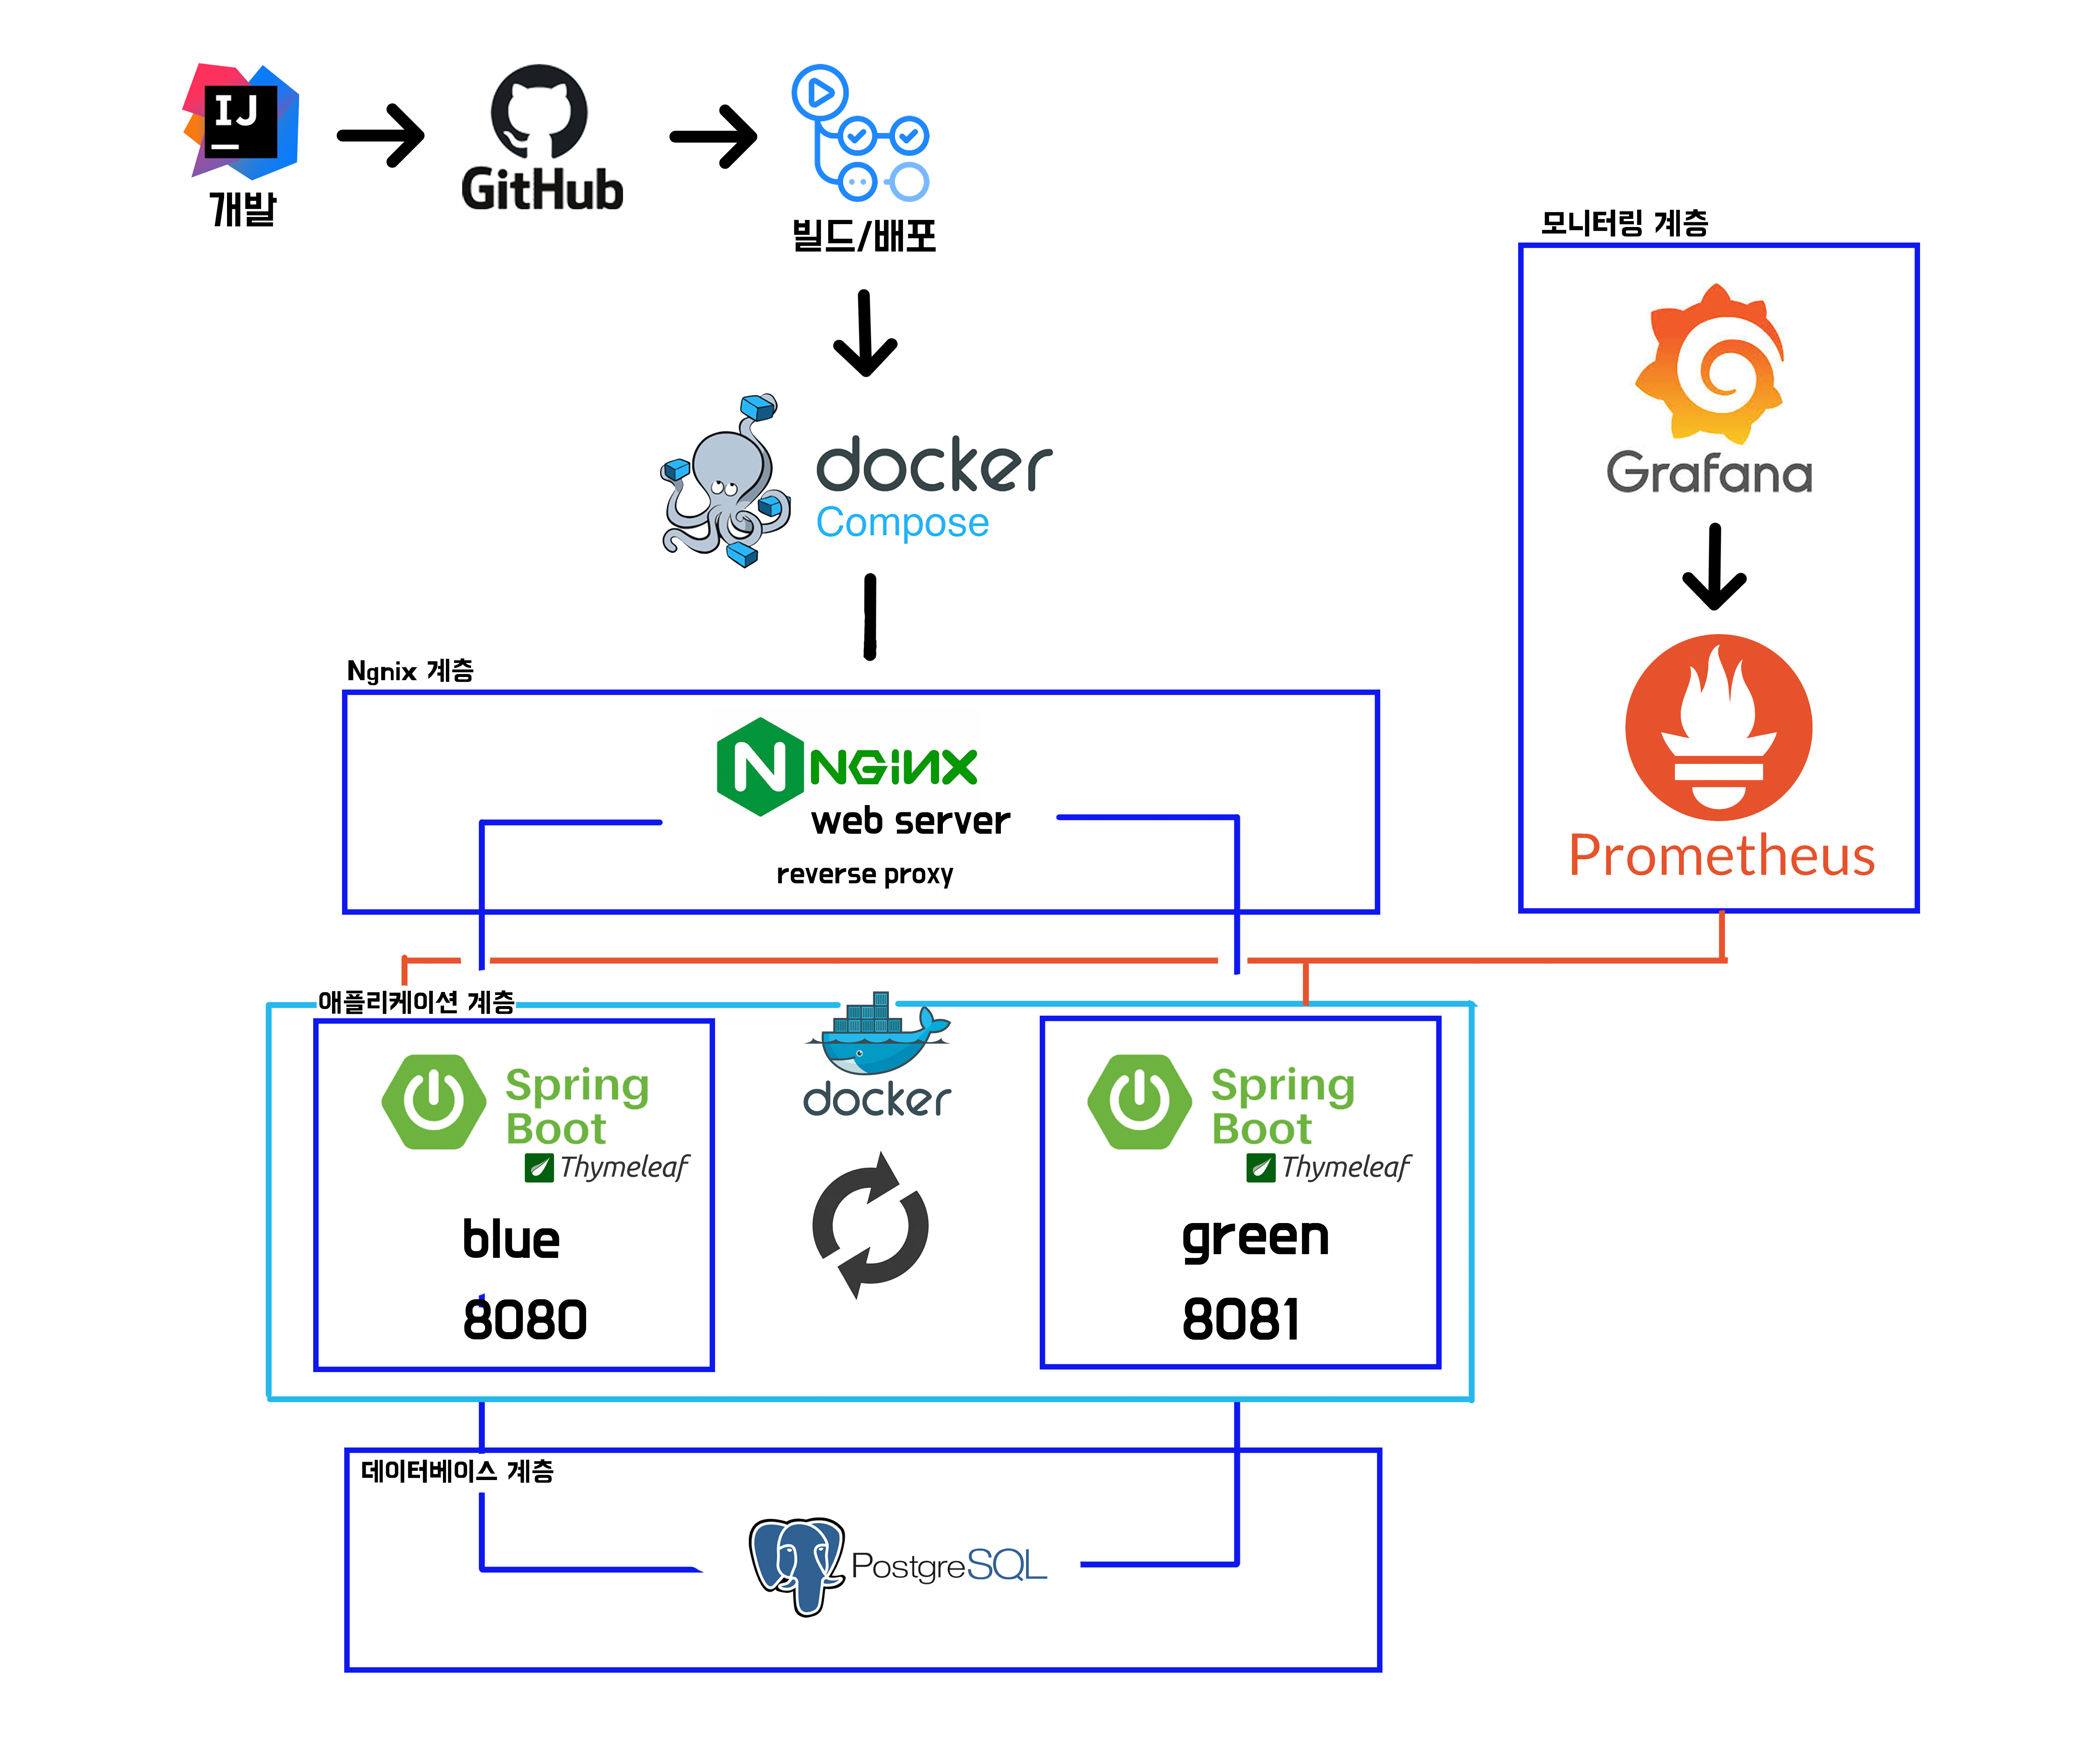 IJ
개발
GitHub
빌드/배포
모니터링 계층
Grafana
Prometheus
docker
Compose
Ngnix 계층
NGINX
web server
reverse proxy
애플리케이션 계층
docker
Spring
Boot
Thymeleaf
blue
8080
Spring
Boot
Thymeleaf
green
8081
데이터베이스 계층
PostgreSQL